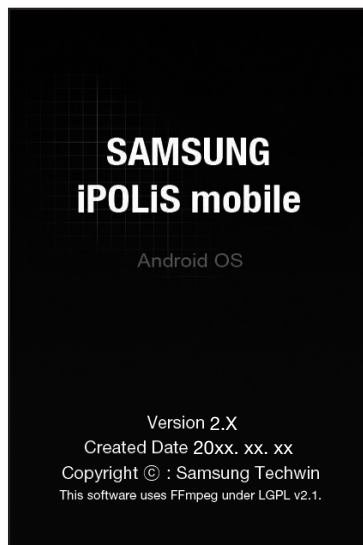 SAMSUNG
iPOLiS mobile
Android OS
Version 2.X
Created Date 20xx. xx. xx
Copyright ⓒ : Samsung Techwin
This software uses FFmpeg under LGPL v2.1.